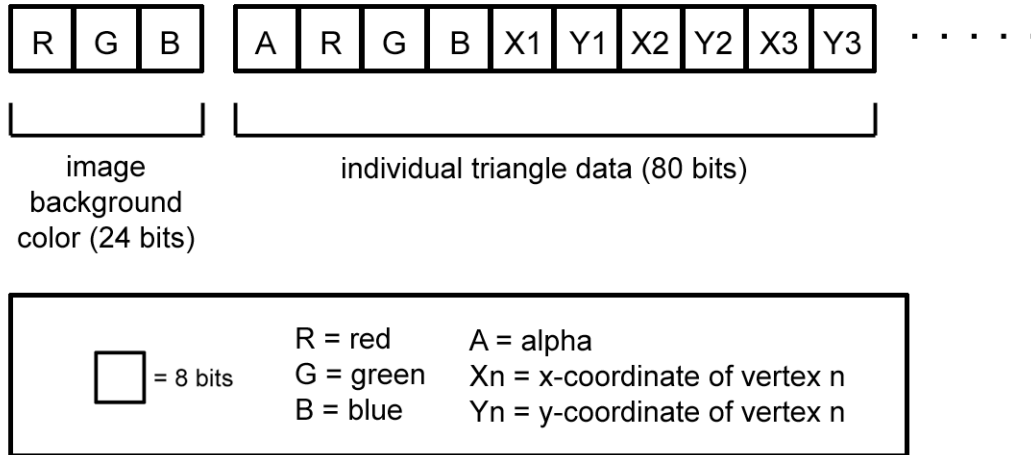 R G B A R G B X1 Y1 X2 Y2 X3 Y3 . . . . .
image
background
color (24 bits)
individual triangle data (80 bits)
= 8 bits
R = red
G = green
B = blue
A = alpha
Xn = x-coordinate of vertex n
Yn = y-coordinate of vertex n